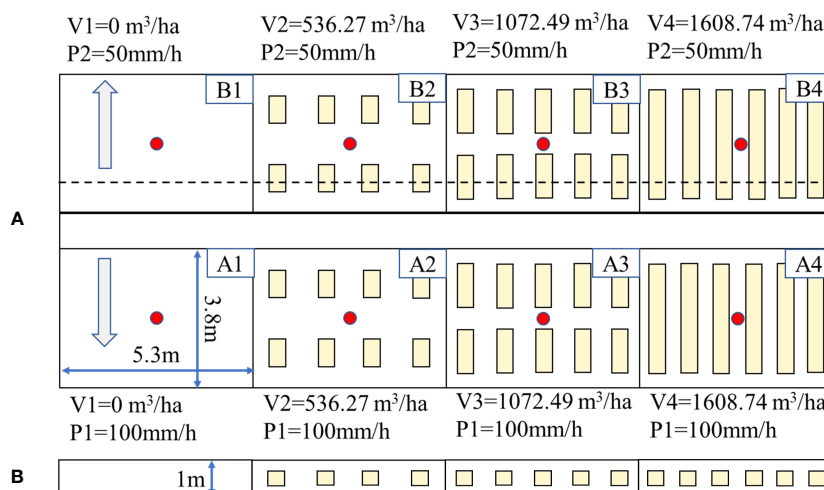 V1=0 m³/ha V2=536.27 m³/ha V3=1072.49 m³/ha V4=1608.74 m³/ha
P2=50mm/h P2=50mm/h P2=50mm/h P2=50mm/h
B1 B2 B3 B4
A
A1 A2 A3 A4
3.8m
5.3m
V1=0 m³/ha V2=536.27 m³/ha V3=1072.49 m³/ha V4=1608.74 m³/ha
P1=100mm/h P1=100mm/h P1=100mm/h P1=100mm/h
B 1m